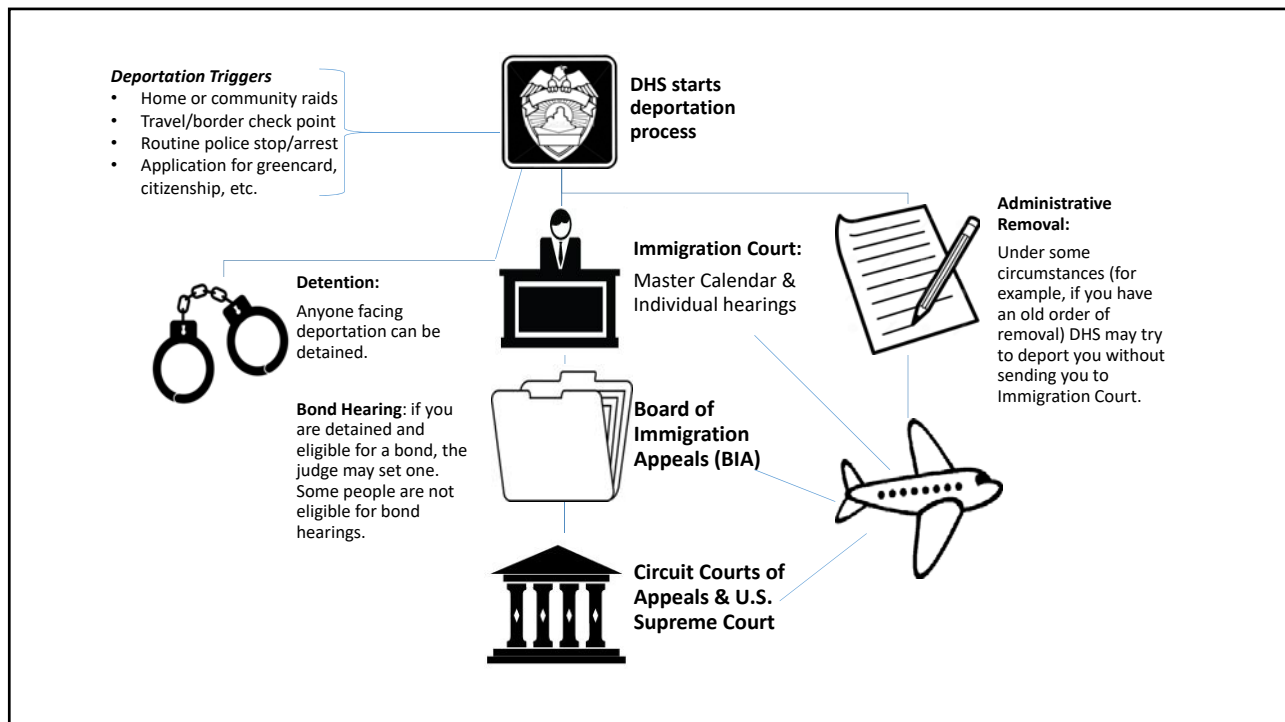 Deportation Triggers
• Home or community raids
• Travel/border check point
• Routine police stop/arrest
• Application for greencard,
citizenship, etc.
DHS starts
deportation
process
Administrative
Removal:
Under some
circumstances (for
example, if you have
an old order of
removal) DHS may try
to deport you without
sending you to
Immigration Court.
Immigration Court:
Master Calendar &
Individual hearings
Detention:
Anyone facing
deportation can be
detained.
Bond Hearing: if you
are detained and
eligible for a bond, the
judge may set one.
Some people are not
eligible for bond
hearings.
Board of
Immigration
Appeals (BIA)
Circuit Courts of
Appeals & U.S.
Supreme Court